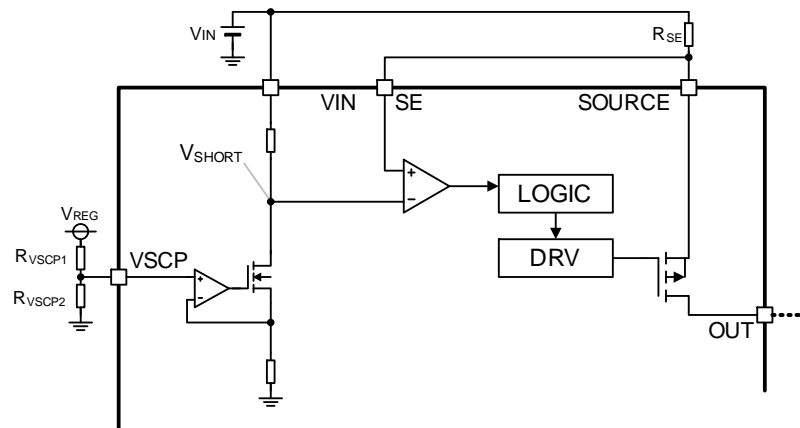 VIN
RSE
VIN
SE
SOURCE
VSHORT
+
−
LOGIC
VREG
RVSCP1
VSCP
DRV
+
−
RVSCP2
OUT